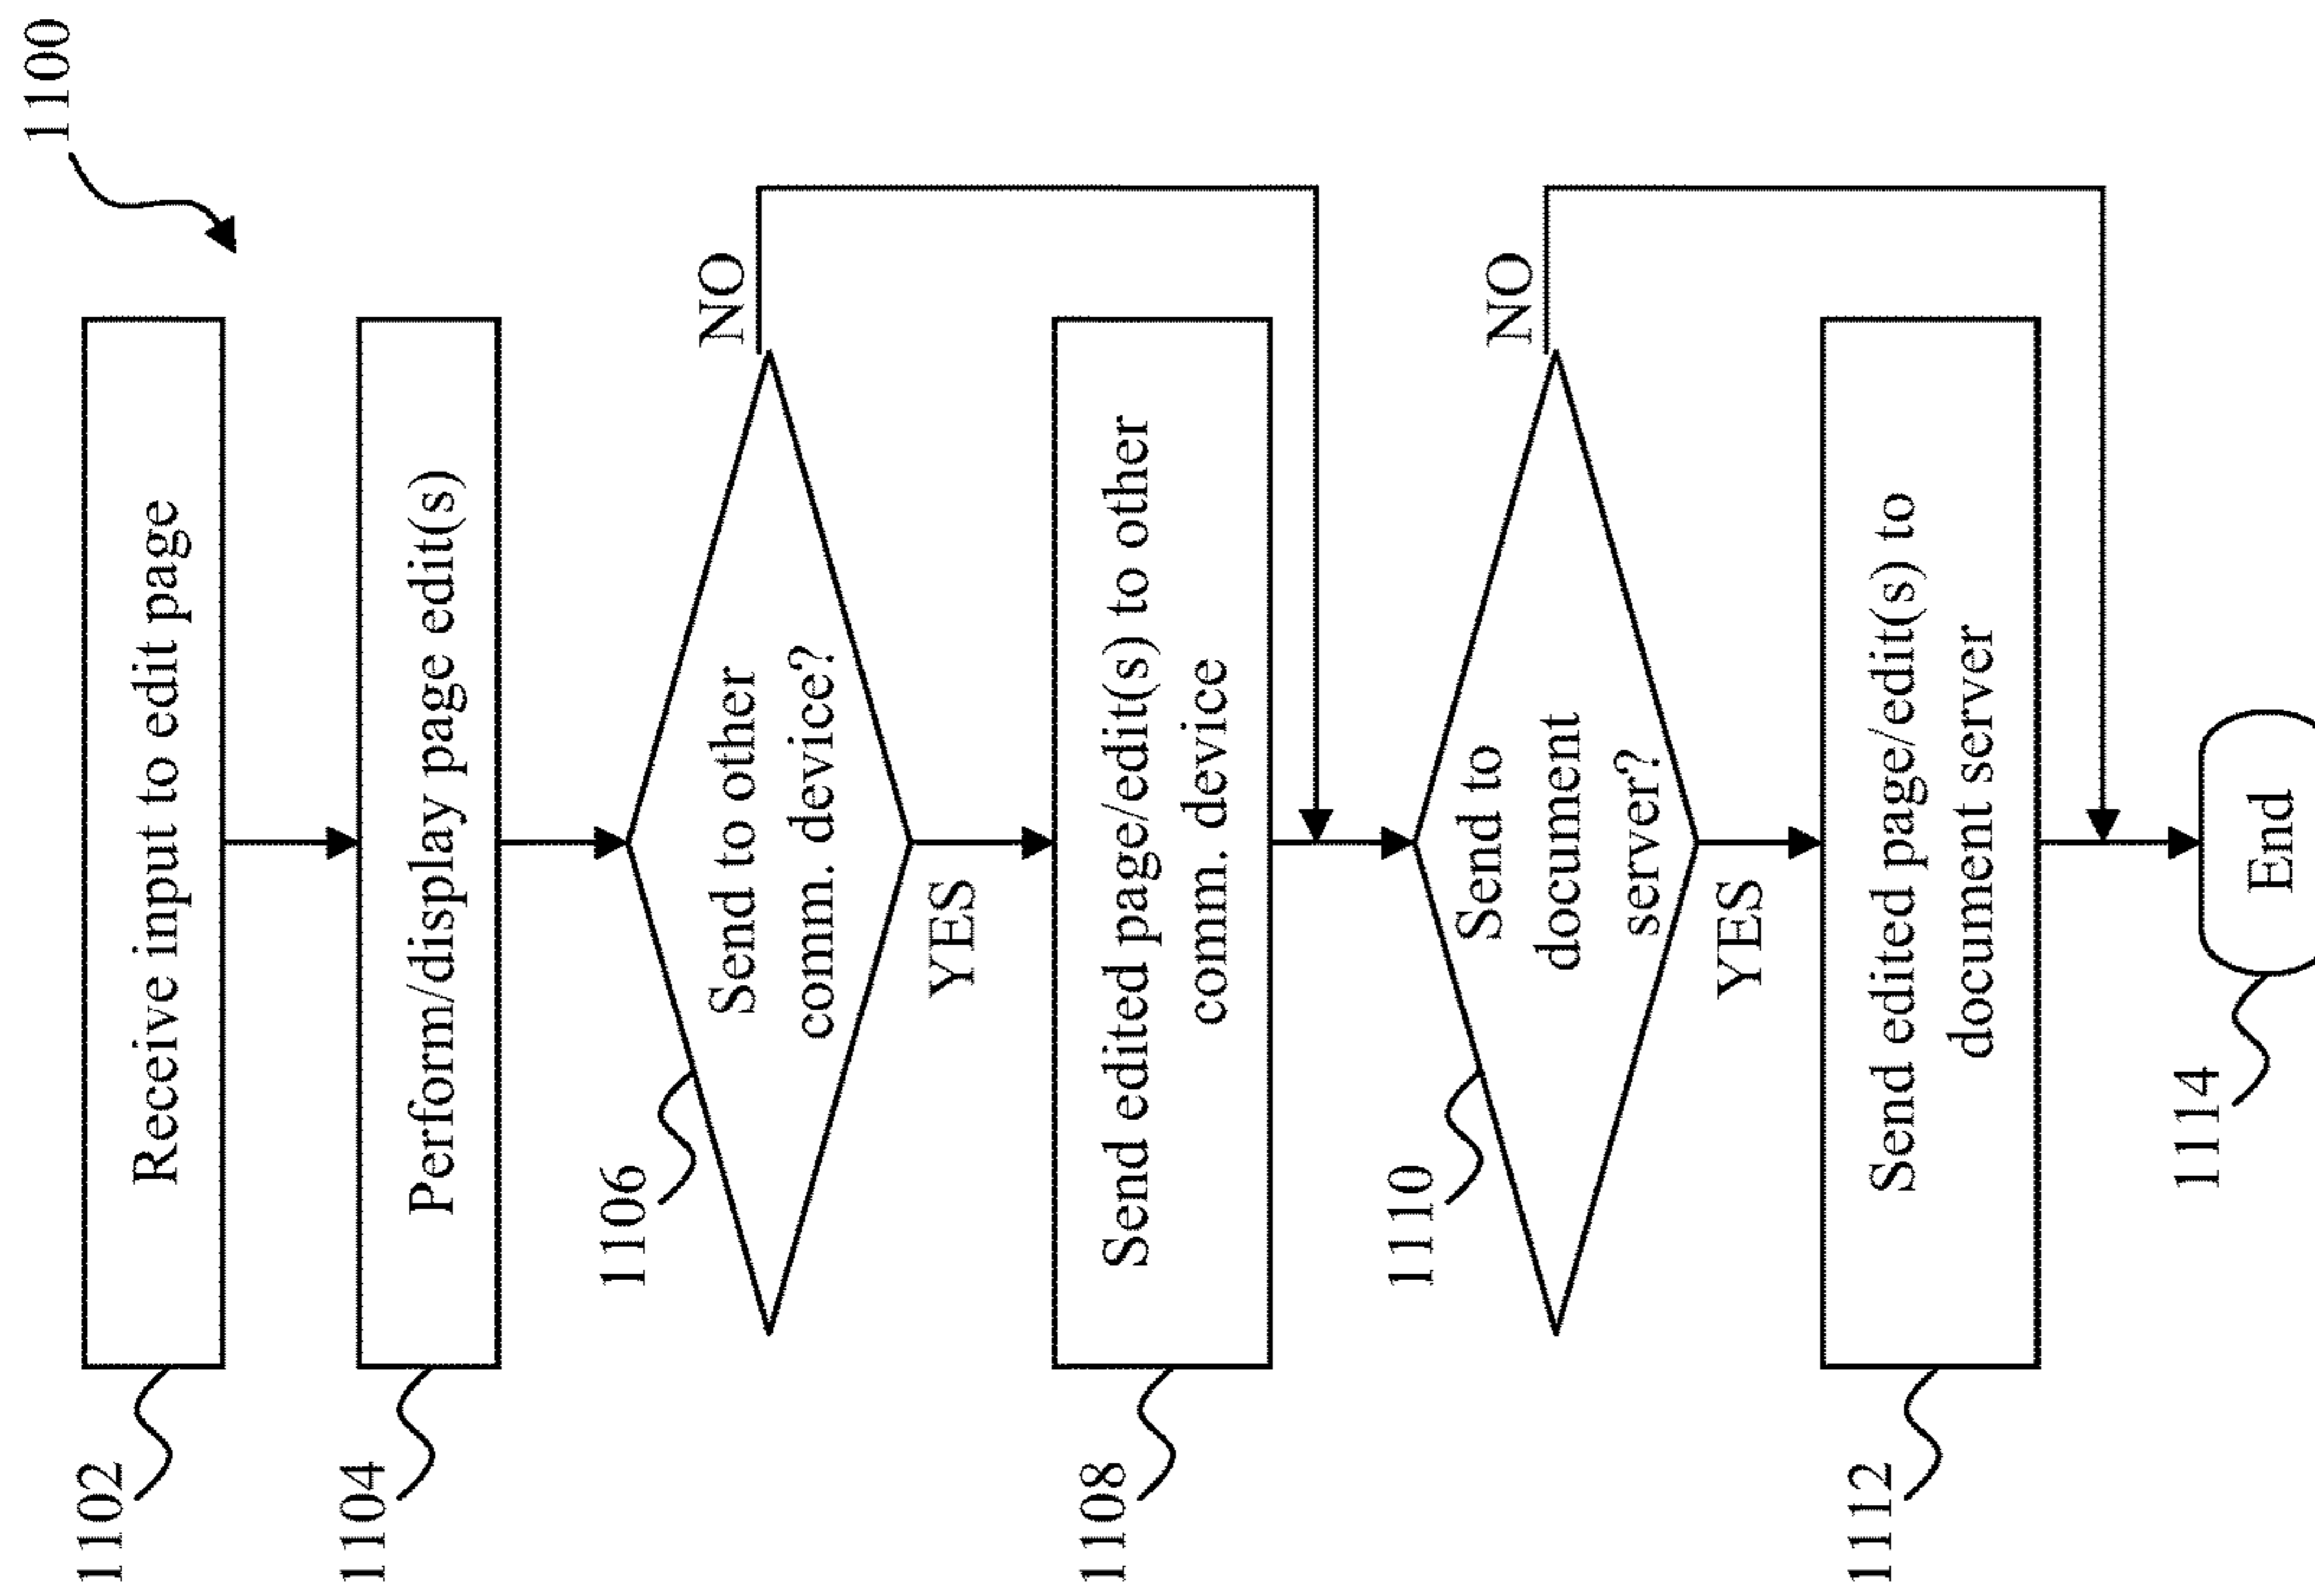 1100
1102
Receive input to edit page
1104
Perform/display page edit(s)
1106
Send to other
comm. device?
NO
YES
1108
Send edited page/edit(s) to other
comm. device
1110
Send to
document
server?
NO
YES
1112
Send edited page/edit(s) to
document server
1114
End